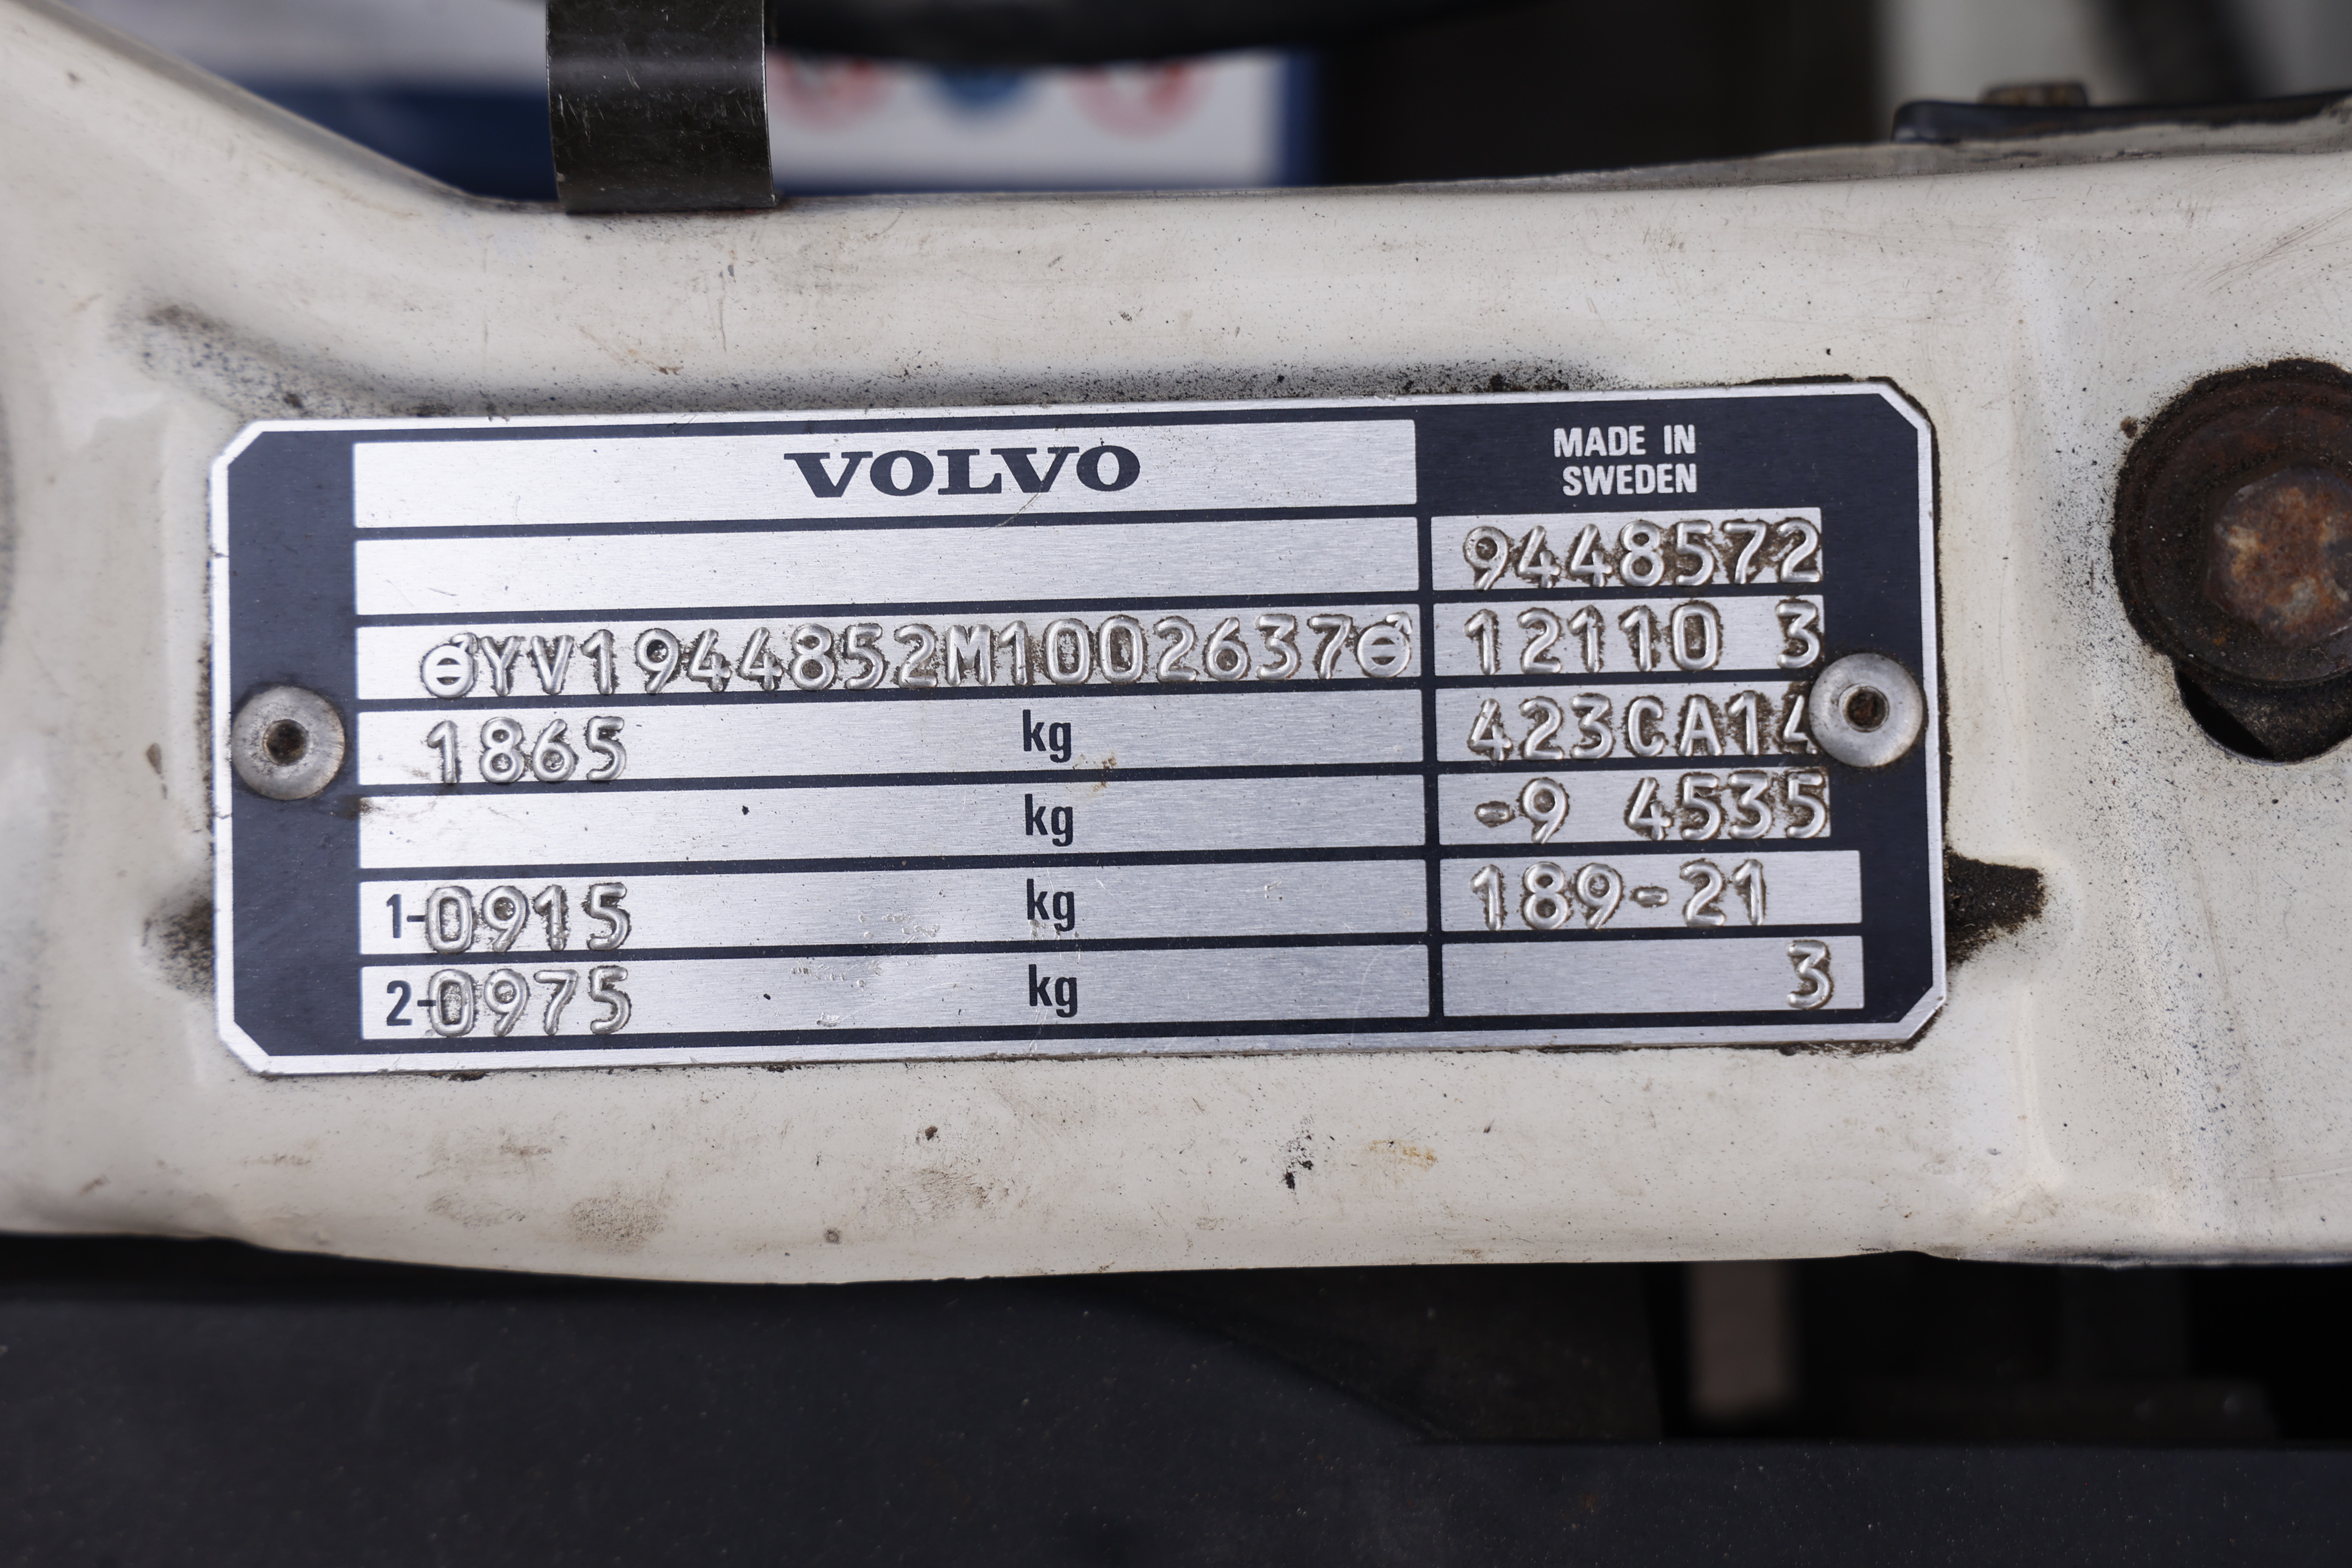 VOLVO
MADE IN
SWEDEN
9448572
YV1944852M1002637
12110 3
1865 kg
423CA14
kg
-9 4535
1-0915 kg
189-21
2-0975 kg
3